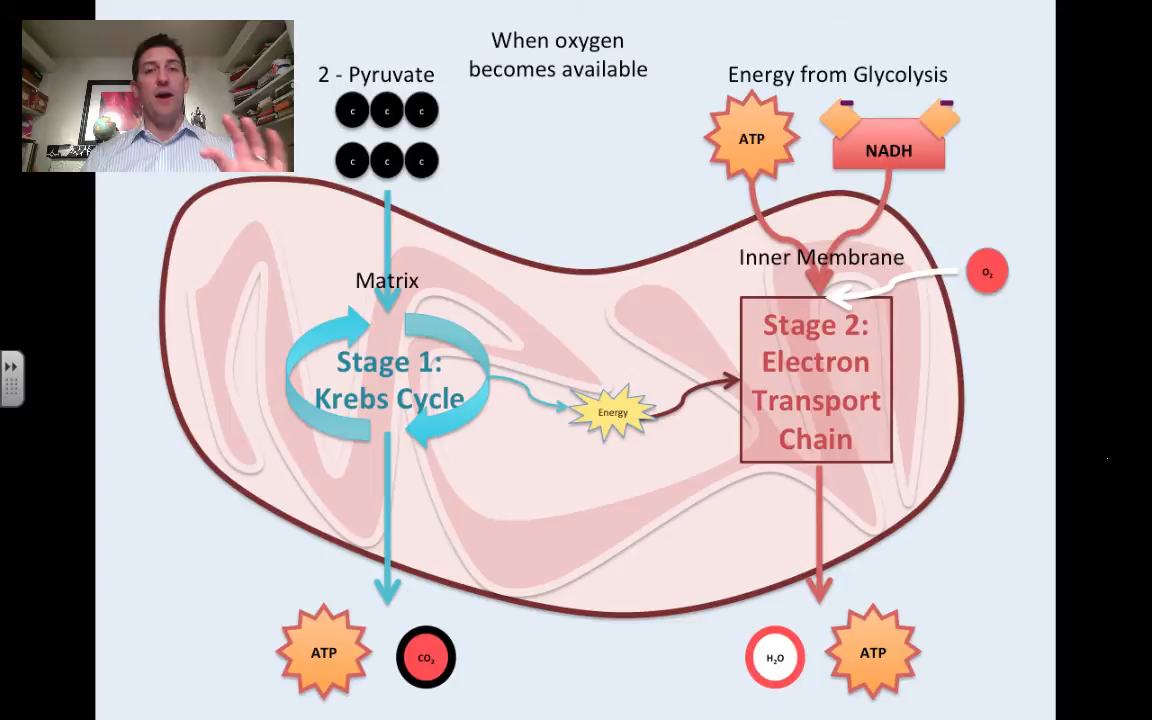 When oxygen
becomes available
2 - Pyruvate
Energy from Glycolysis
C C C
C C C
ATP
NADH
Inner Membrane
O₂
Matrix
Stage 1:
Krebs Cycle
Energy
Stage 2:
Electron
Transport
Chain
ATP
CO₂
H₂O
ATP